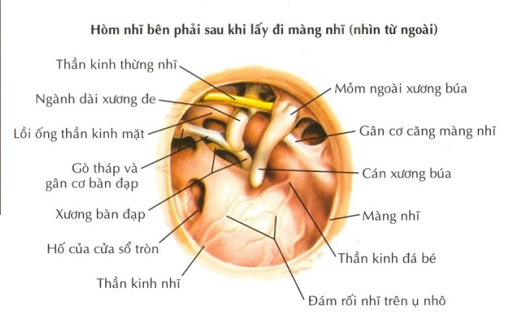 Hòm nhĩ bên phải sau khi lấy đi màng nhĩ (nhìn từ ngoài)
Thần kinh thừng nhĩ
Ngành dài xương đe
Lồi ống thần kinh mặt
Gò tháp và
gân cơ bàn đạp
Xương bàn đạp
Hố của cửa sổ tròn
Thần kinh nhĩ
Mỏm ngoài xương búa
Gân cơ căng màng nhĩ
Cán xương búa
Màng nhĩ
Thần kinh đá bé
Đám rối nhĩ trên ụ nhô